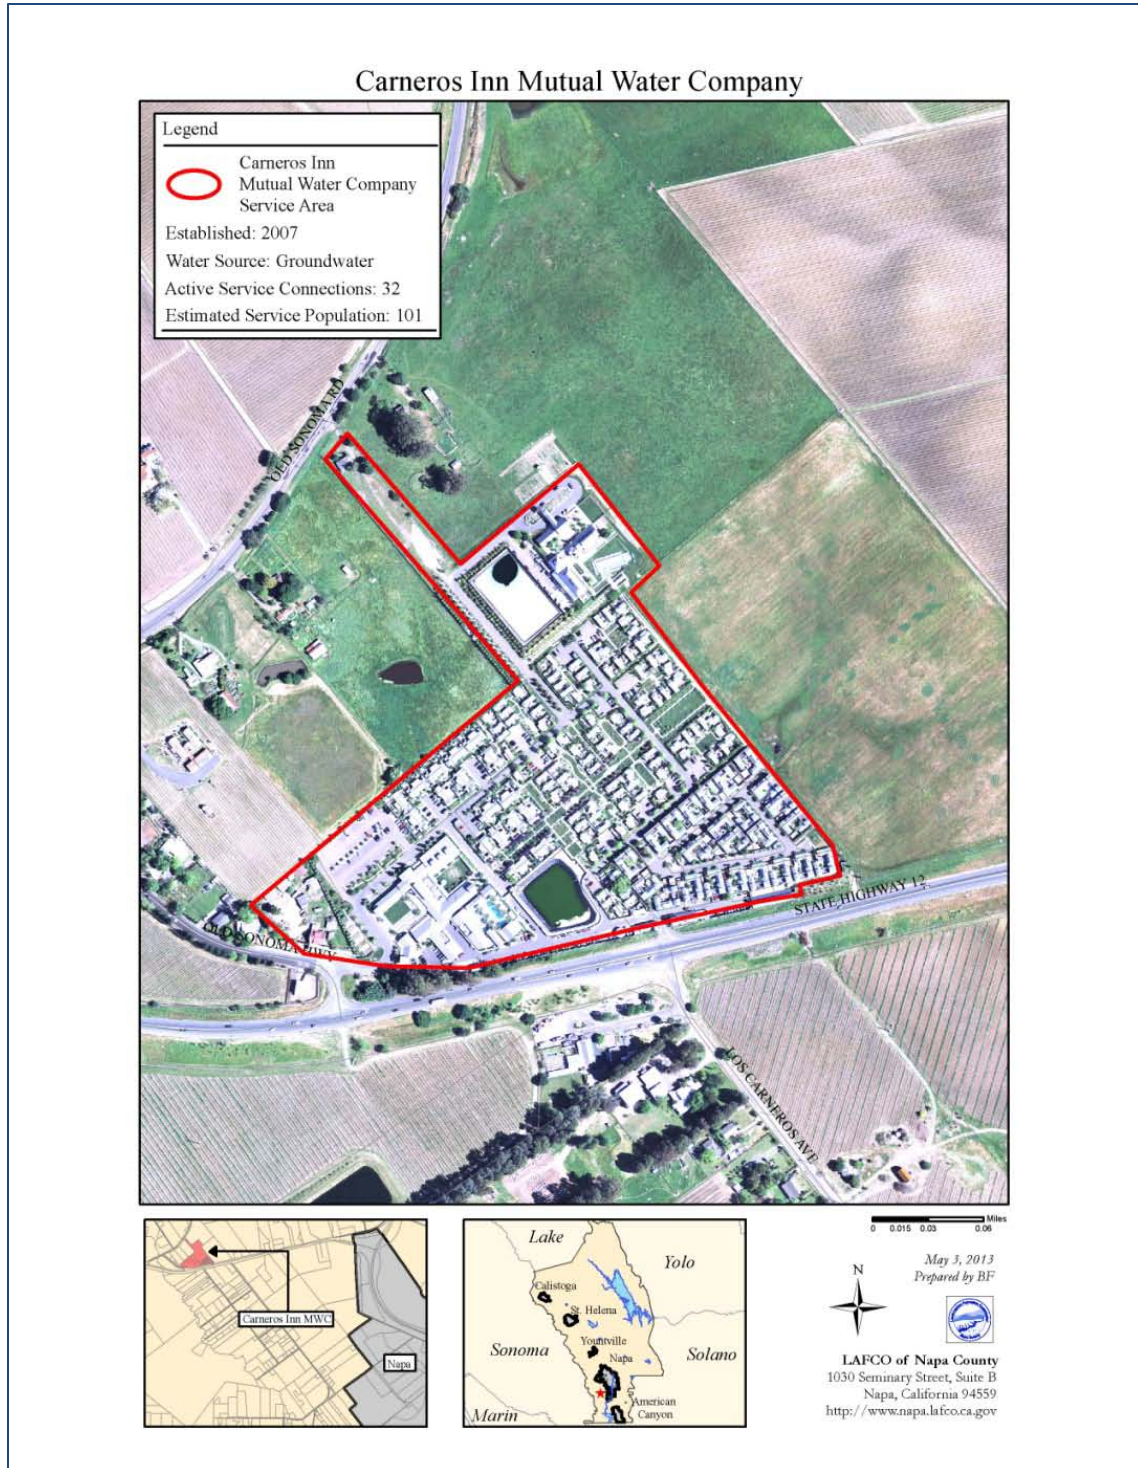 Carneros Inn Mutual Water Company
Legend
Carneros Inn
Mutual Water Company
Service Area
Established: 2007
Water Source: Groundwater
Active Service Connections: 32
Estimated Service Population: 101
OLD SONOMA RD
STATE HIGHWAY 12
OLD SONOMA HWY
LOS CARNEROS AVE
Carneros Inn MWC
Napa
Lake
Yolo
Calistoga
St. Helena
Yountville
Sonoma
Napa
Solano
American
Canyon
Marin
Miles
0 0.015 0.03 0.06
May 3, 2013
Prepared by BF
N
LAFCO of Napa County
1030 Seminary Street, Suite B
Napa, California 94559
http://www.napa.lafco.ca.gov